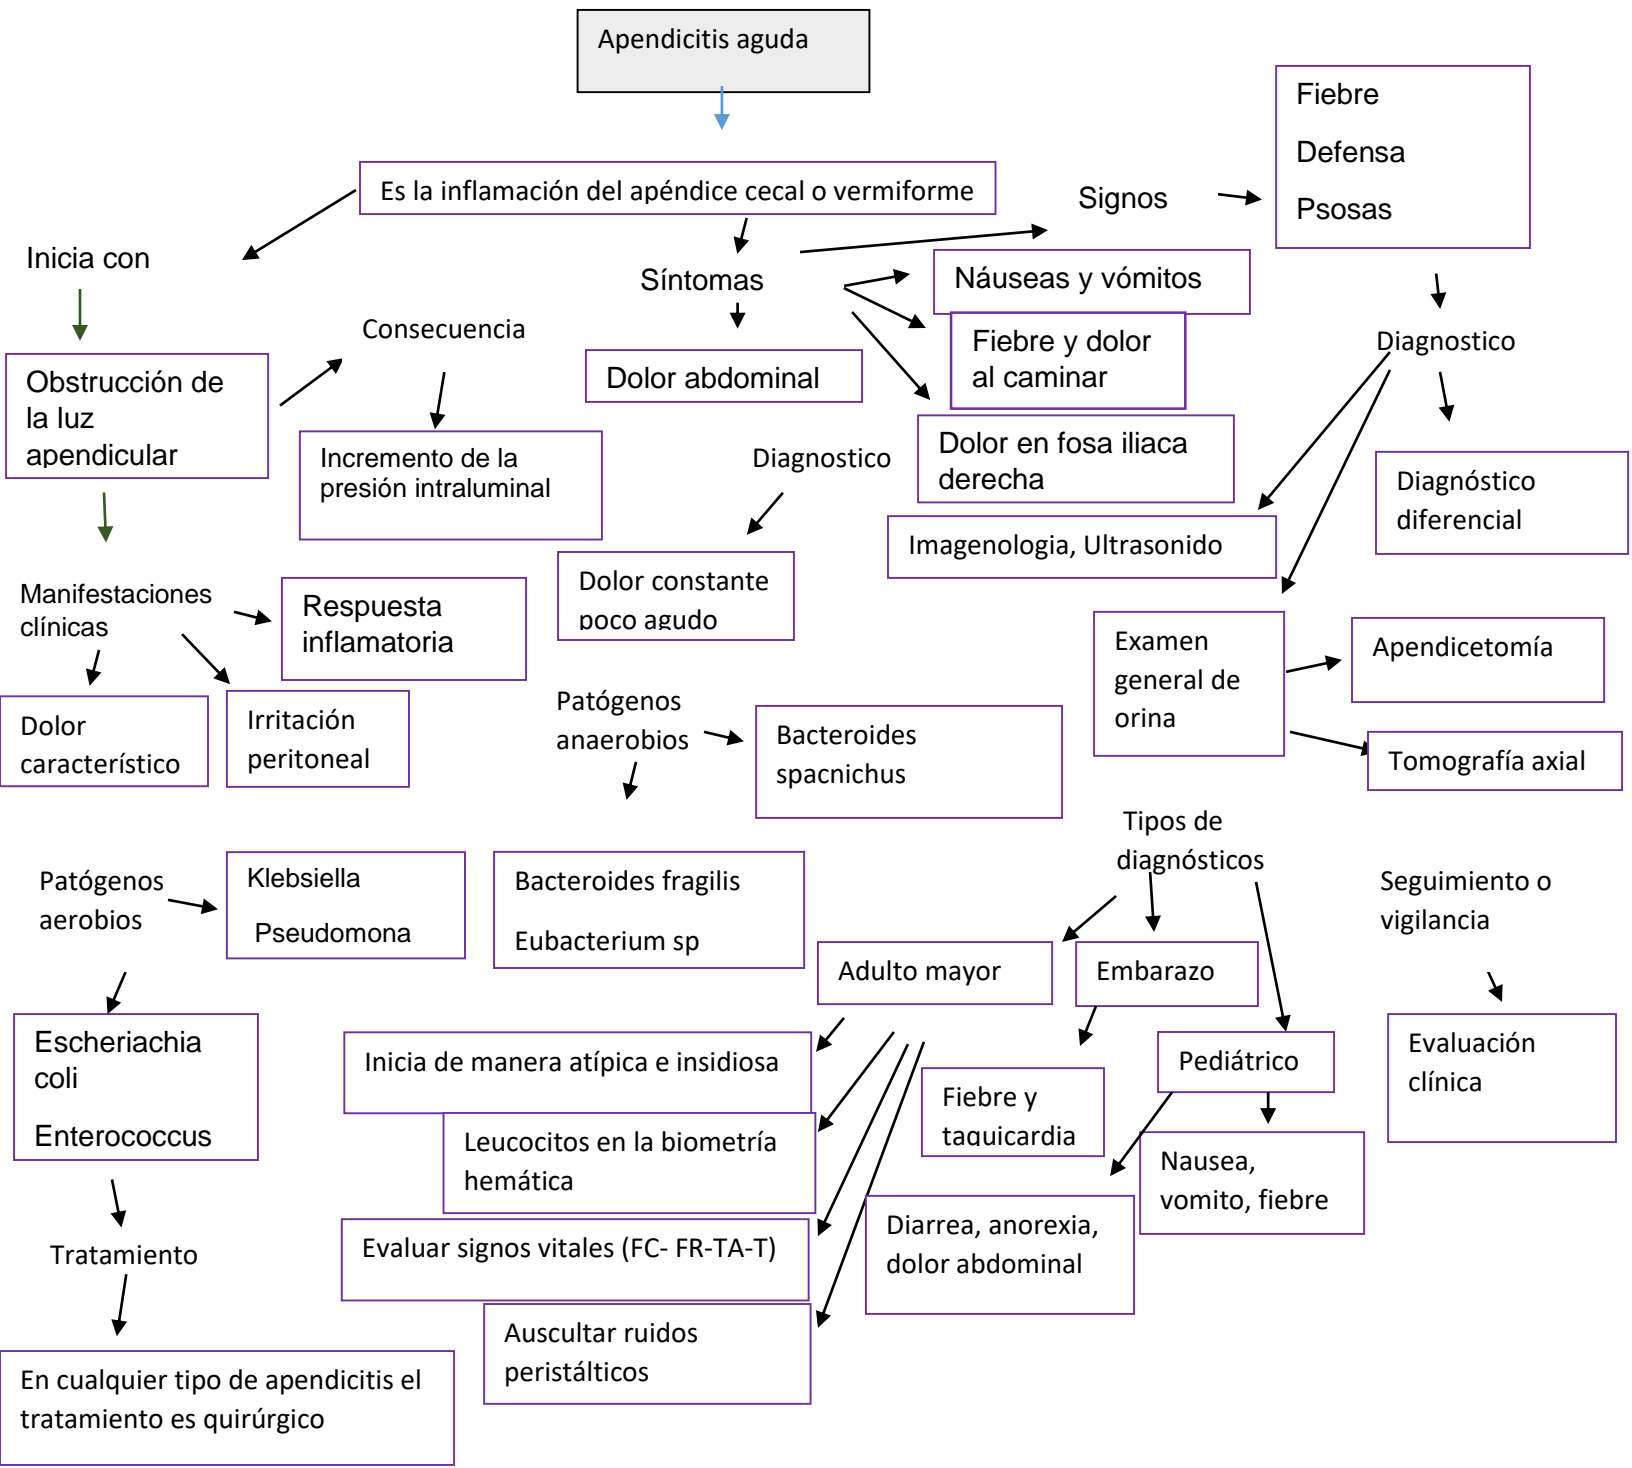 Apendicitis aguda
Fiebre
Defensa
Psosas
Es la inflamación del apéndice cecal o vermiforme
Signos
Inicia con
Síntomas
Náuseas y vómitos
Consecuencia
Fiebre y dolor
al caminar
Diagnostico
Obstrucción de
la luz
apendicular
Dolor abdominal
Incremento de la
presión intraluminal
Diagnostico
Dolor en fosa iliaca
derecha
Diagnóstico
diferencial
Imagenologia, Ultrasonido
Dolor constante
poco agudo
Manifestaciones
clínicas
Respuesta
inflamatoria
Examen
general de
orina
Apendicetomía
Dolor
característico
Irritación
peritoneal
Patógenos
anaerobios
Bacteroides
spacnichus
Tomografía axial
Tipos de
diagnósticos
Patógenos
aerobios
Klebsiella
Pseudomona
Bacteroides fragilis
Eubacterium sp
Seguimiento o
vigilancia
Adulto mayor
Embarazo
Escheriachia
coli
Enterococcus
Inicia de manera atípica e insidiosa
Pediátrico
Evaluación
clínica
Fiebre y
taquicardia
Leucocitos en la biometría
hemática
Nausea,
vomito, fiebre
Tratamiento
Evaluar signos vitales (FC- FR-TA-T)
Diarrea, anorexia,
dolor abdominal
Auscultar ruidos
peristálticos
En cualquier tipo de apendicitis el
tratamiento es quirúrgico